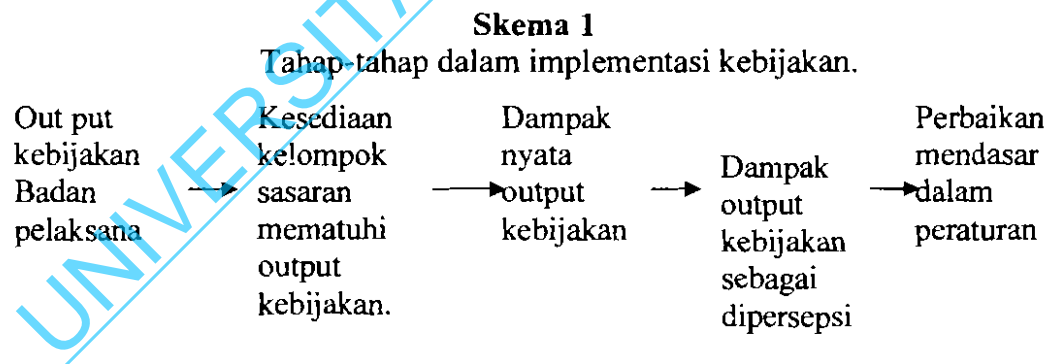 Skema 1
Tahap-tahap dalam implementasi kebijakan.
Out put
kebijakan
Badan
pelaksana
Kesediaan
kelompok
sasaran
mematuhi
output
kebijakan.
Dampak
nyata
output
kebijakan
Dampak
output
kebijakan
sebagai
dipersepsi
Perbaikan
mendasar
dalam
peraturan
UNIVERSITA